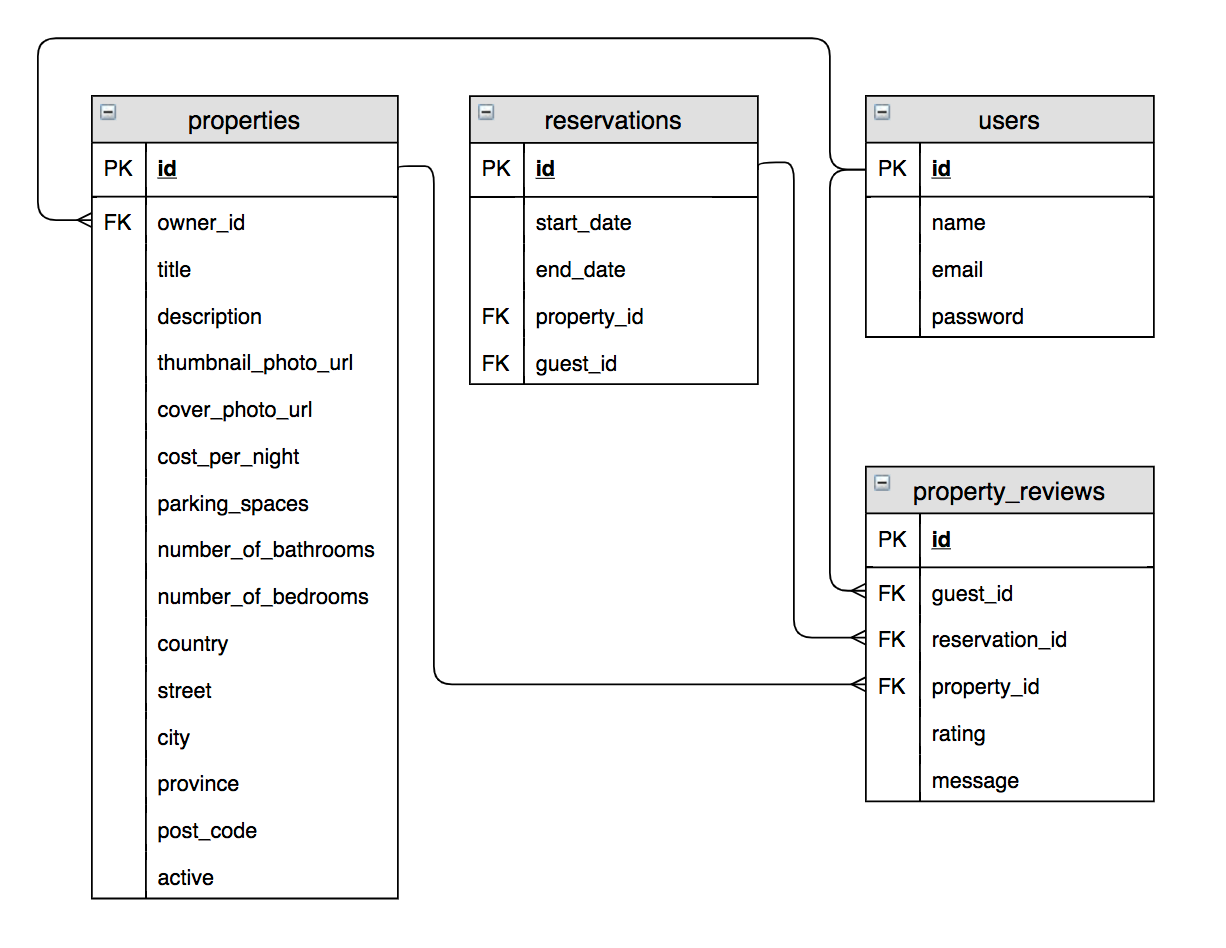 properties
PK id
FK owner_id
title
description
thumbnail_photo_url
cover_photo_url
cost_per_night
parking_spaces
number_of_bathrooms
number_of_bedrooms
country
street
city
province
post_code
active
reservations
PK id
start_date
end_date
FK property_id
FK guest_id
users
PK id
name
email
password
property_reviews
PK id
FK guest_id
FK reservation_id
FK property_id
rating
message